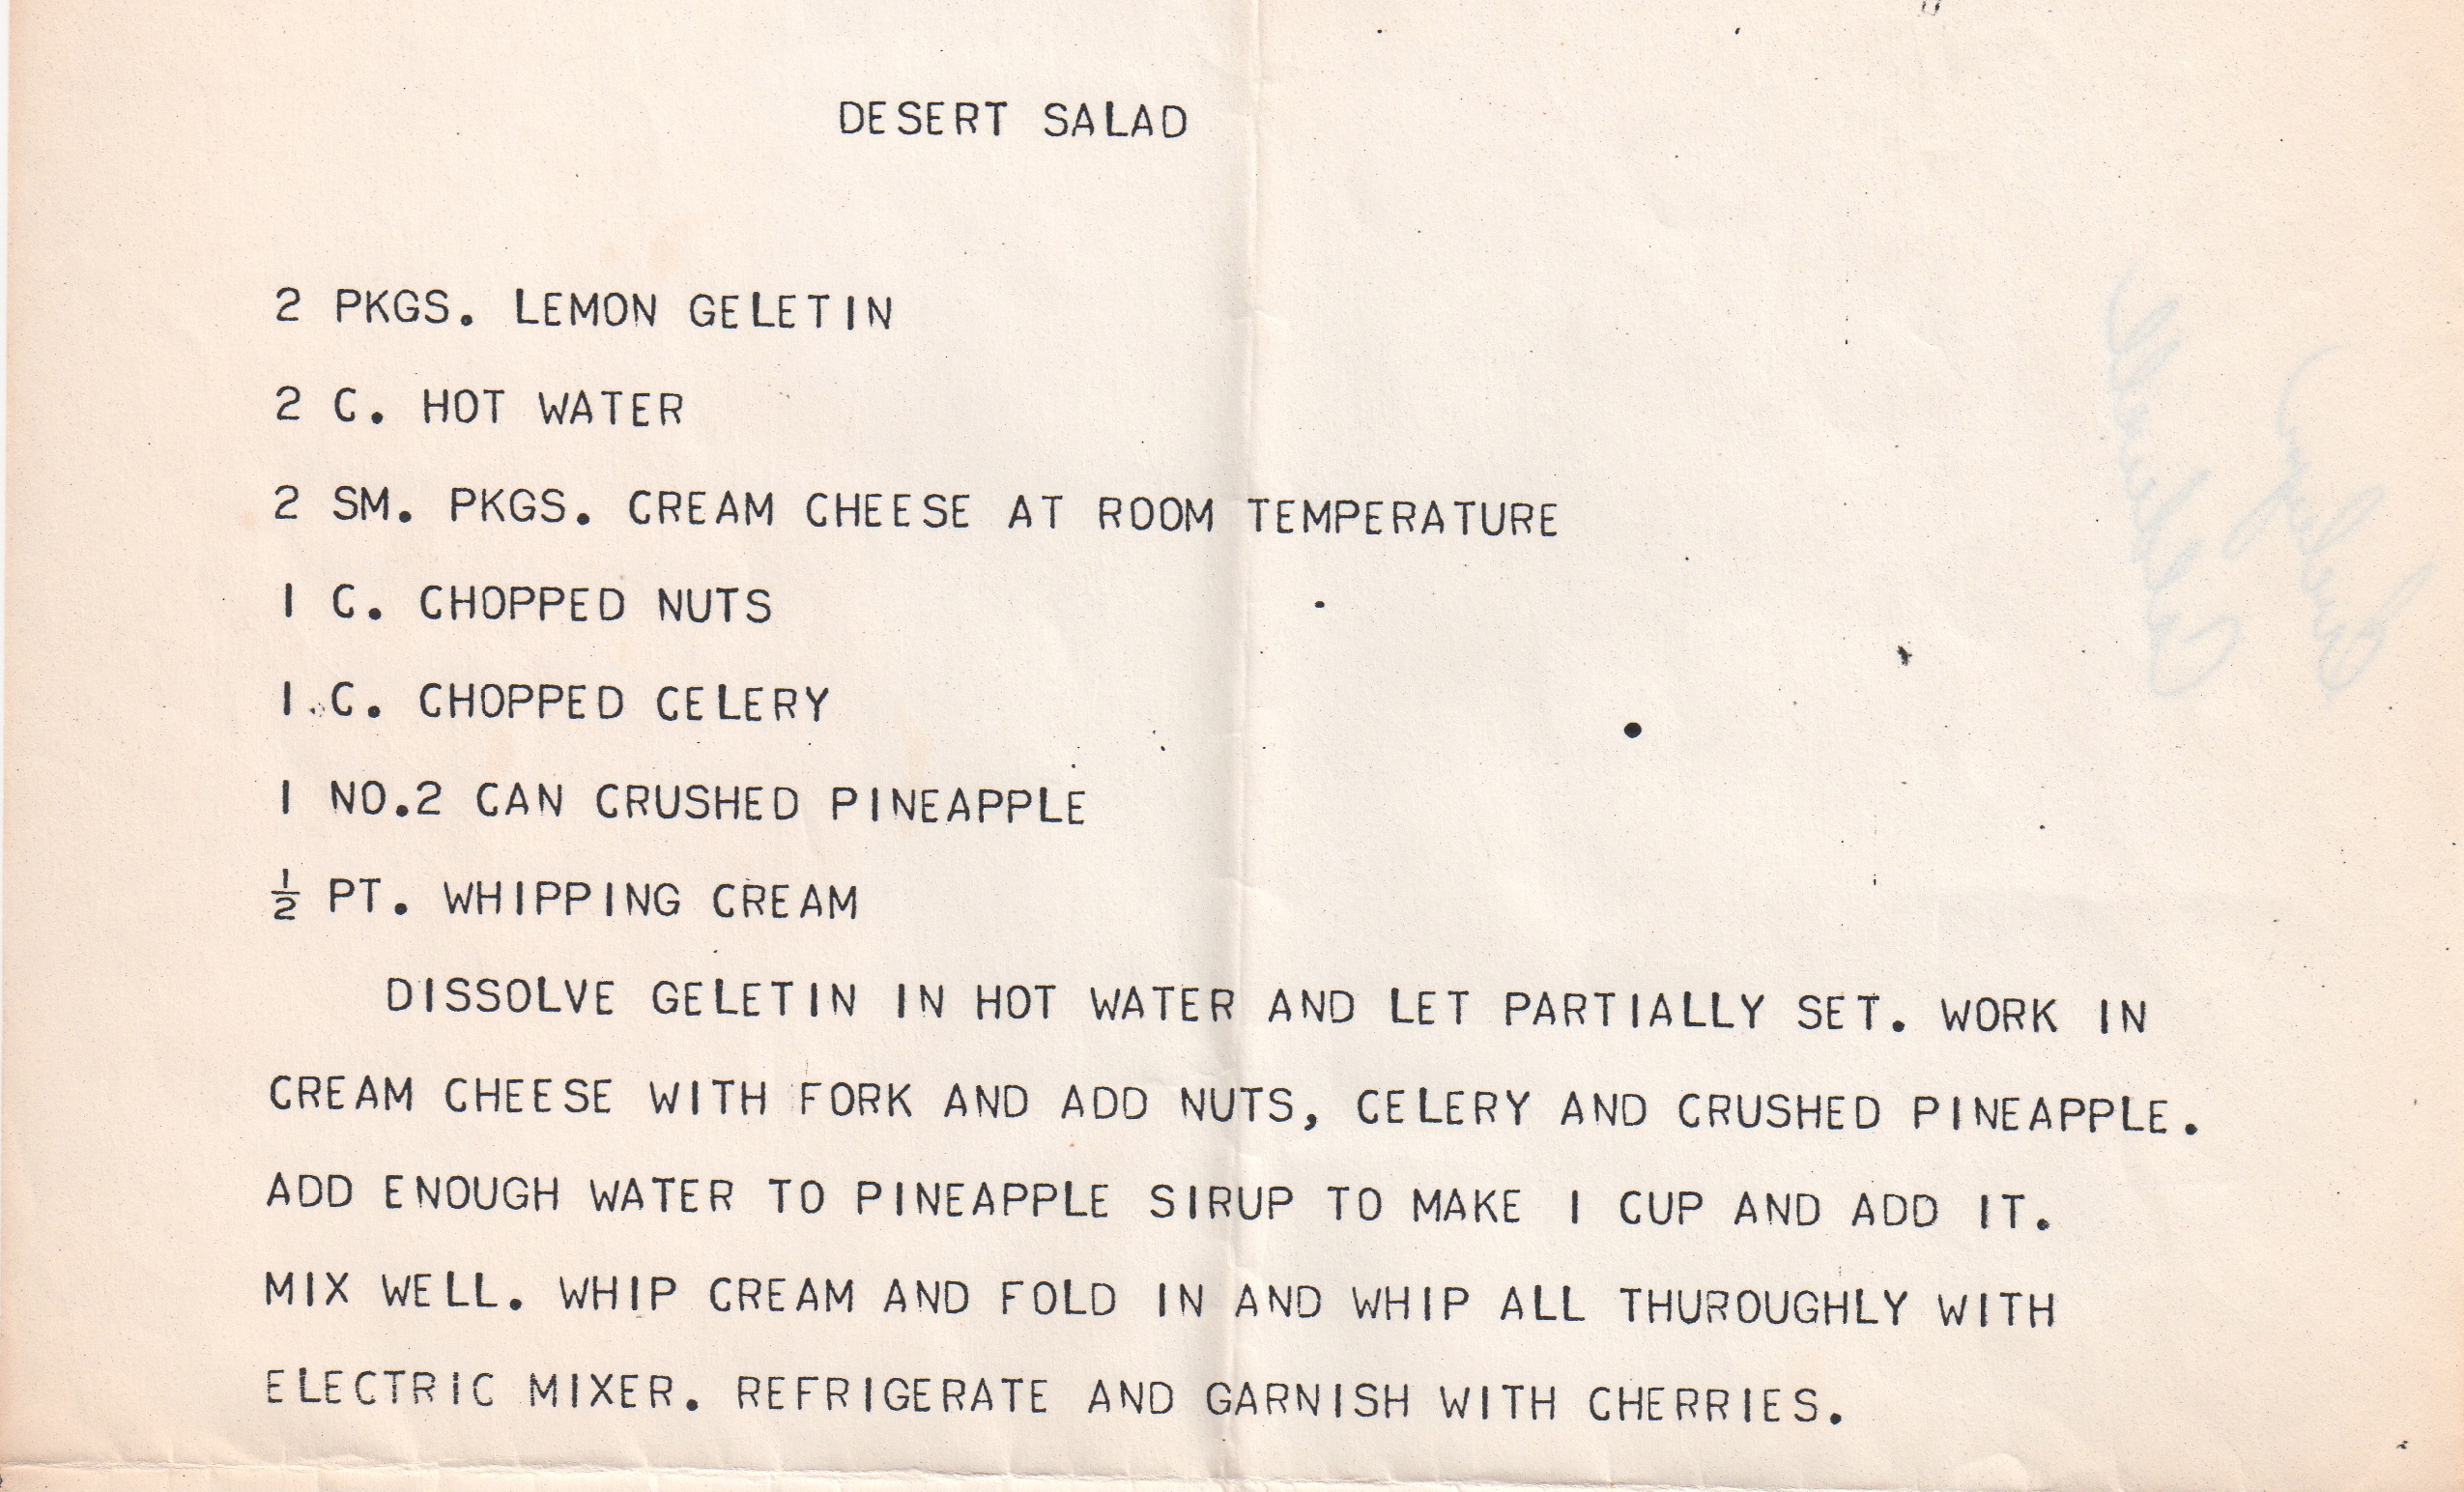 DESERT SALAD
2 PKGS. LEMON GELETIN
2 C. HOT WATER
2 SM. PKGS. CREAM CHEESE AT ROOM TEMPERATURE
1 C. CHOPPED NUTS
1 C. CHOPPED CELERY
1 NO.2 CAN CRUSHED PINEAPPLE
½ PT. WHIPPING CREAM
DISSOLVE GELETIN IN HOT WATER AND LET PARTIALLY SET. WORK IN
CREAM CHEESE WITH FORK AND ADD NUTS, CELERY AND CRUSHED PINEAPPLE.
ADD ENOUGH WATER TO PINEAPPLE SIRUP TO MAKE 1 CUP AND ADD IT.
MIX WELL. WHIP CREAM AND FOLD IN AND WHIP ALL THUROUGHLY WITH
ELECTRIC MIXER. REFRIGERATE AND GARNISH WITH CHERRIES.